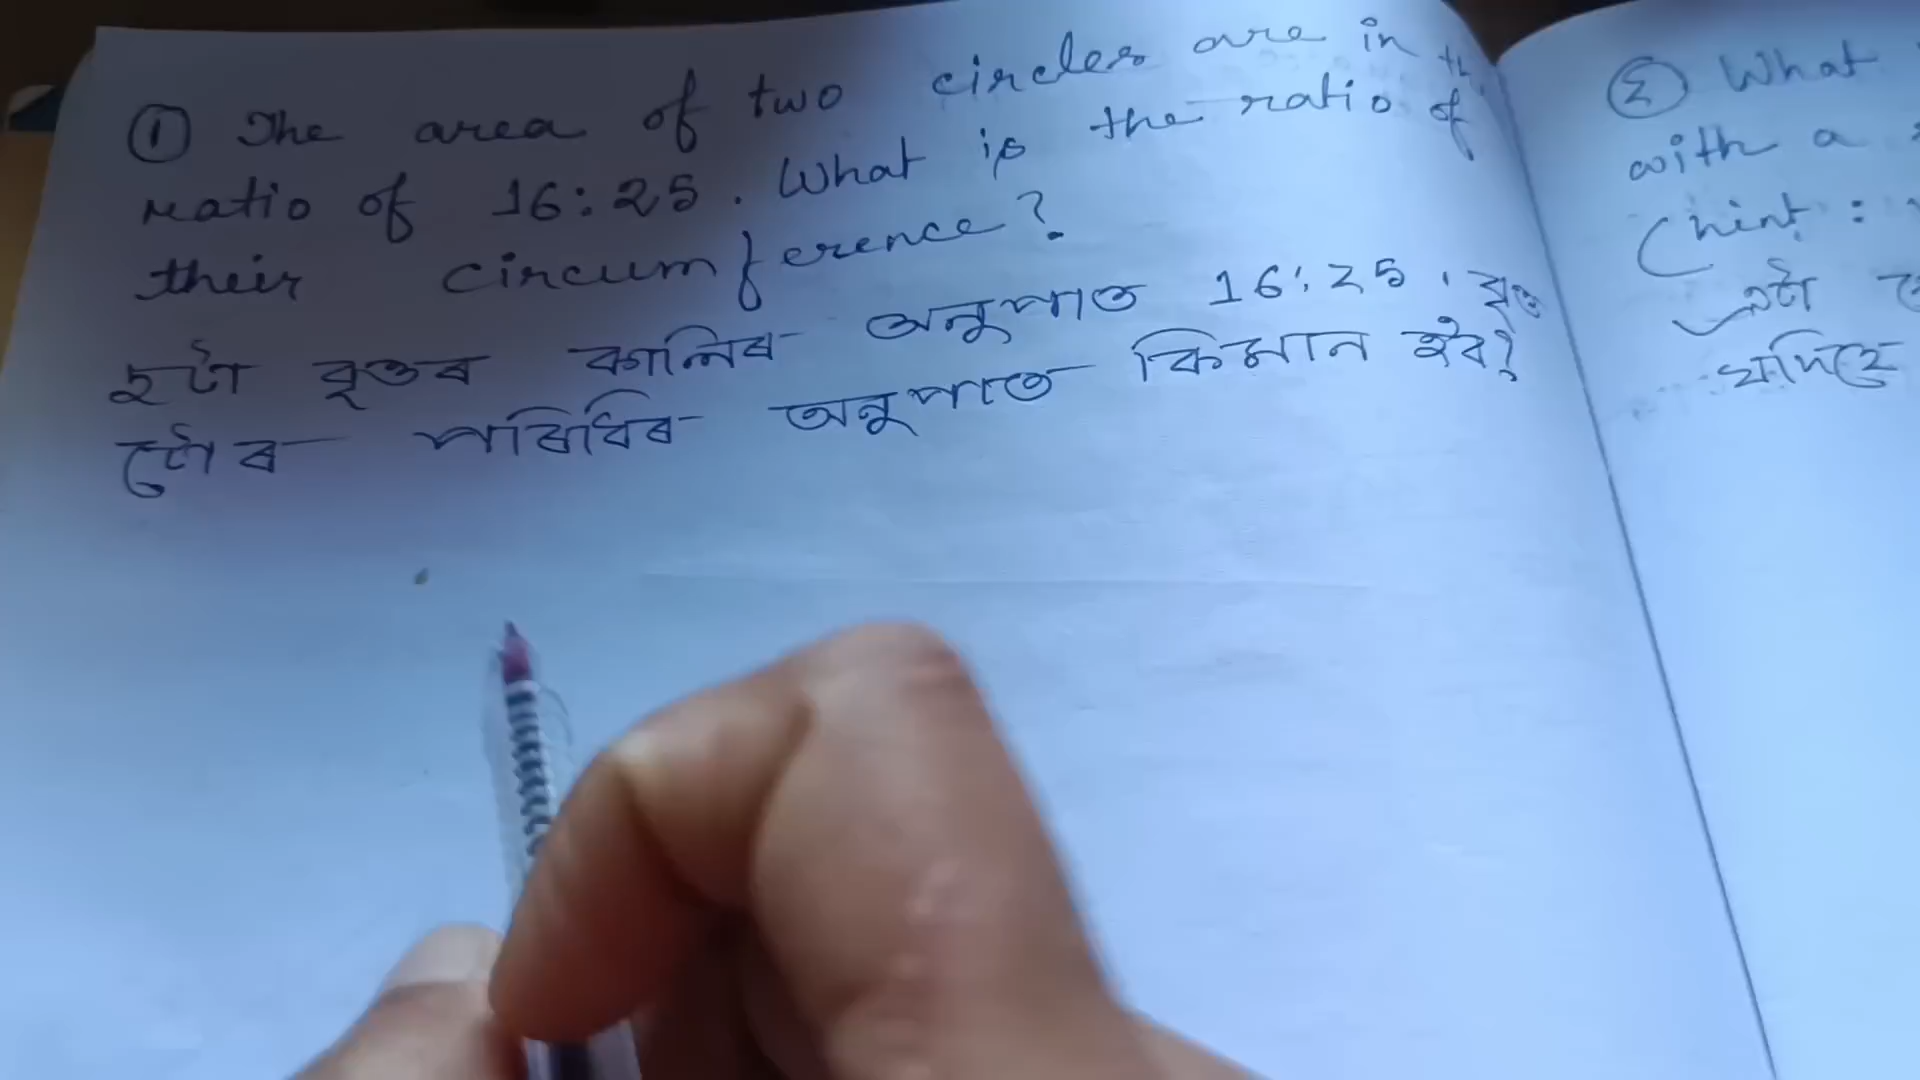 ① The area of two circles are in
ratio of 16:25. What is the ratio of
their circumference?
দুটা বৃত্তৰ কালিৰ অনুপাত 16:25. বৃত্ত
টোৰ পৰিধিৰ অনুপাত কিমান হ'ব?
② What
with a
(hint :
এটা
যদিহে